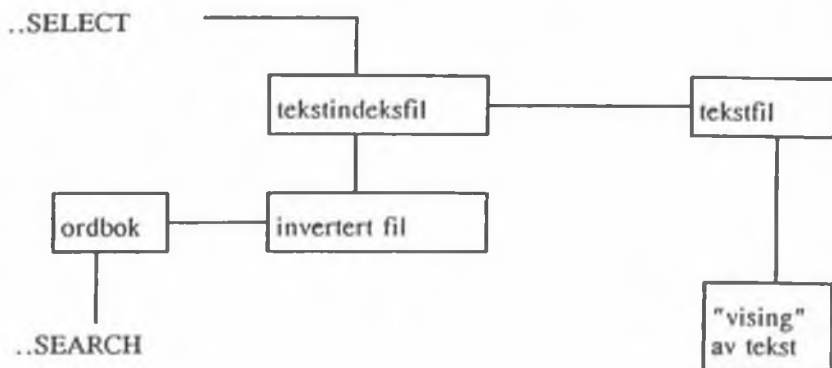 ..SELECT
tekstindeksfil
tekstfil
ordbok
invertert fil
..SEARCH
"vising"
av tekst